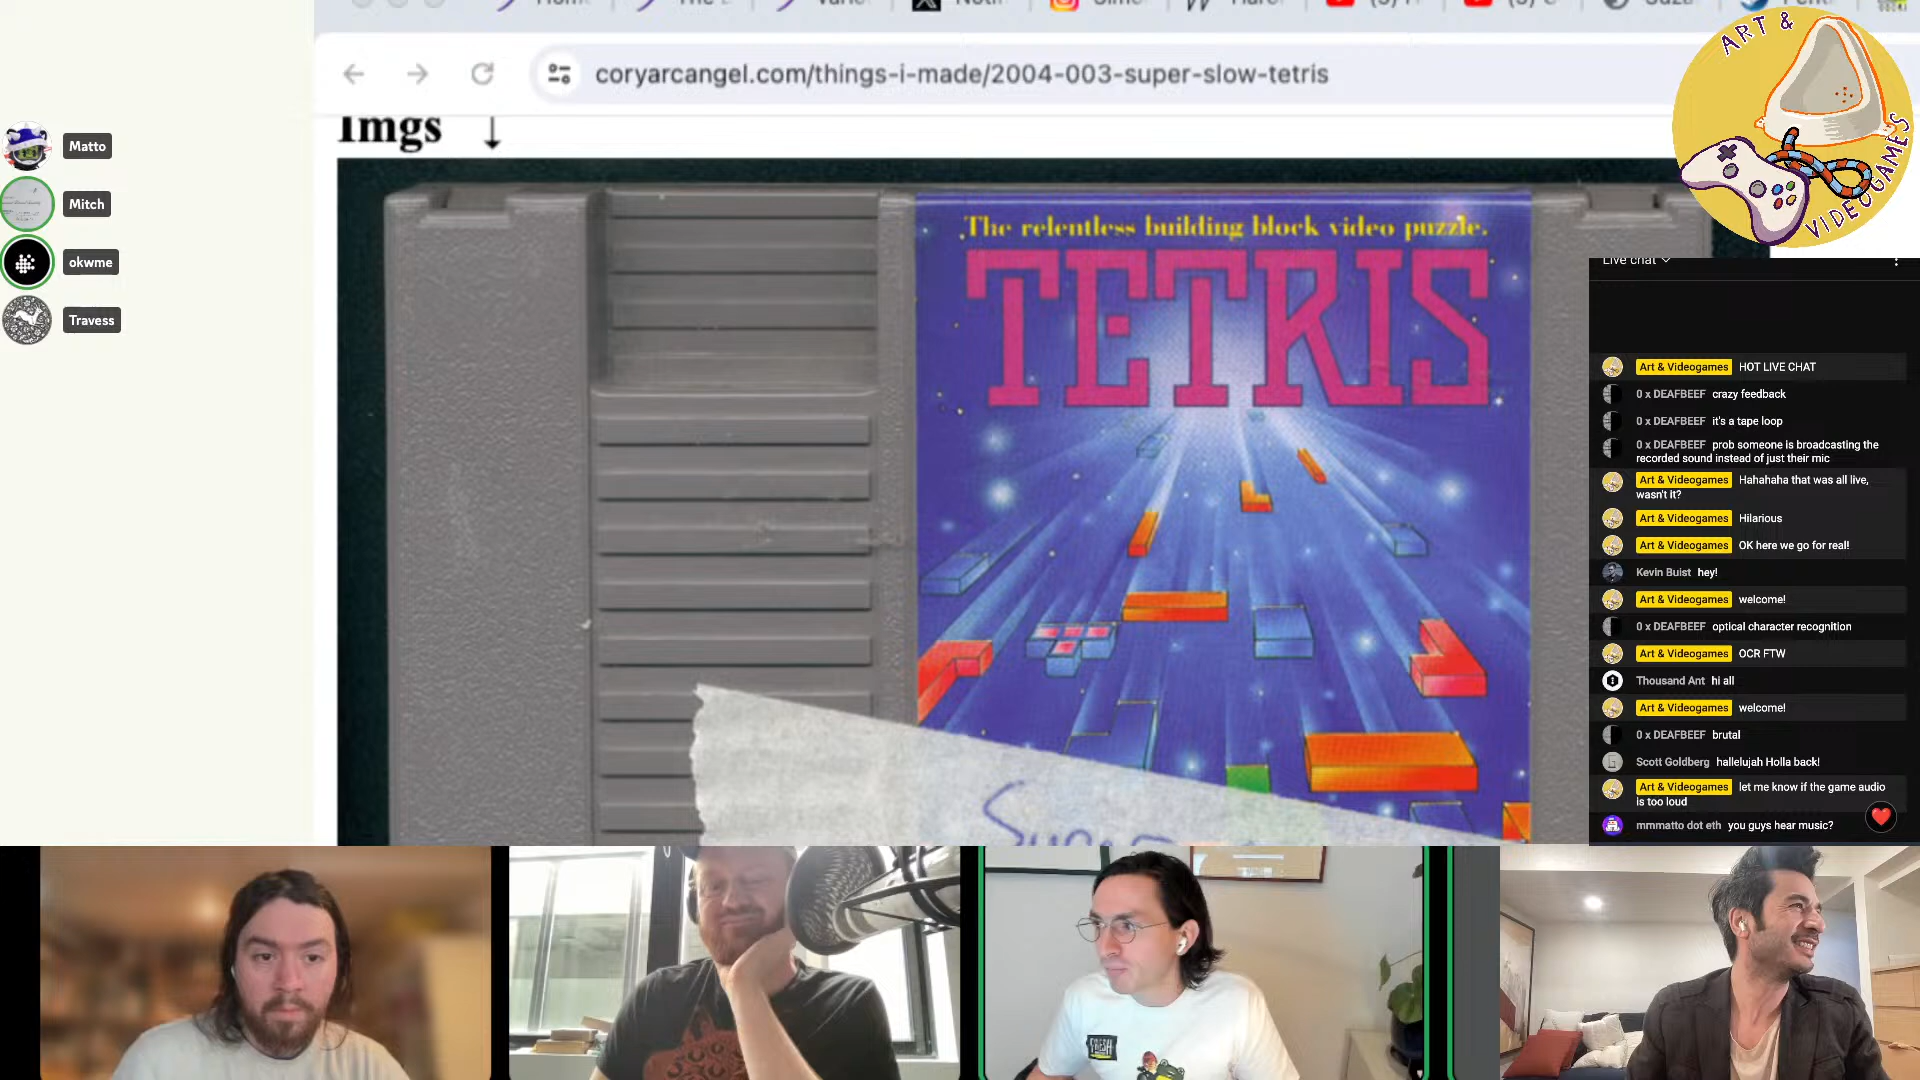 coryarcangel.com/things-i-made/2004-003-super-slow-tetris
Imgs ↓
The relentless building block video puzzle.
TETRIS
Super
ART &
VIDEOGAMES
Matto
Mitch
okwme
Travess
Live chat
Art & Videogames HOT LIVE CHAT
0 x DEAFBEEF crazy feedback
0 x DEAFBEEF it's a tape loop
0 x DEAFBEEF prob someone is broadcasting the
recorded sound instead of just their mic
Art & Videogames Hahahaha that was all live,
wasn't it?
Art & Videogames Hilarious
Art & Videogames OK here we go for real!
Kevin Buist hey!
Art & Videogames welcome!
0 x DEAFBEEF optical character recognition
Art & Videogames OCR FTW
Thousand Ant hi all
Art & Videogames welcome!
0 x DEAFBEEF brutal
Scott Goldberg hallelujah Holla back!
Art & Videogames let me know if the game audio
is too loud
mmmatto dot eth you guys hear music?
FRESH